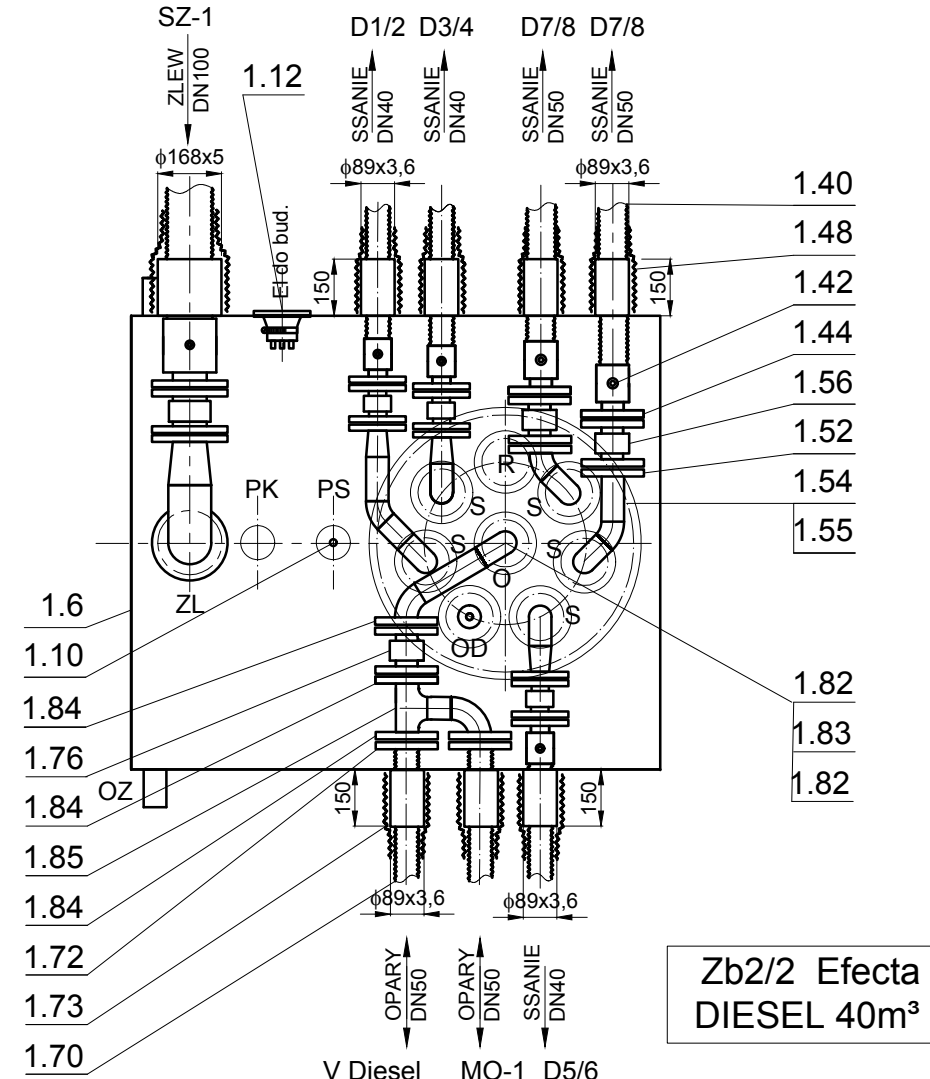 SZ-1
D1/2 D3/4 D7/8 D7/8
ZLEW
DN100
1.12
SSANIE
DN40
SSANIE
DN40
SSANIE
DN50
SSANIE
DN50
ϕ168x5
ϕ89x3,6
ϕ89x3,6
El do bud.
150
150
1.40
1.48
1.42
1.44
1.56
1.52
1.54
1.55
R
S
S
S
S
S
O
OD
PK
PS
ZL
1.6
1.10
1.84
1.76
1.84
1.85
1.84
1.72
1.73
1.70
1.82
1.83
1.82
OZ
150
150
ϕ89x3,6
ϕ89x3,6
OPARY
DN50
OPARY
DN50
SSANIE
DN40
V Diesel MO-1 D5/6
Zb2/2 Efecta
DIESEL 40m³